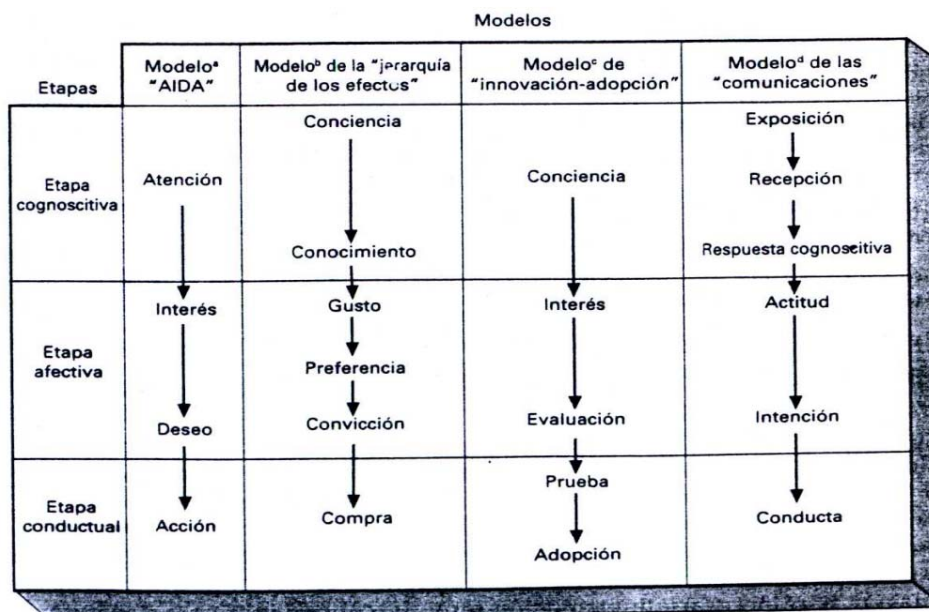 Modelos
Etapas
Modeloᵃ
"AIDA"
Modeloᵇ de la "jerarquía
de los efectos"
Modeloᶜ de
"innovación-adopción"
Modeloᵈ de las
"comunicaciones"
Etapa
cognoscitiva
Atención
Conciencia
Conocimiento
Conciencia
Exposición
Recepción
Respuesta cognoscitiva
Etapa
afectiva
Interés
Deseo
Gusto
Preferencia
Convicción
Interés
Evaluación
Actitud
Intención
Etapa
conductual
Acción
Compra
Prueba
Adopción
Conducta